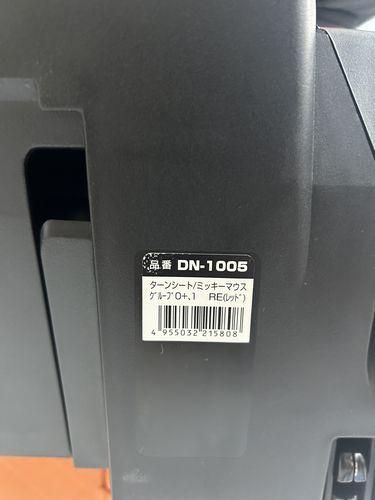 品番 DN-1005
ターンシート/ミッキーマウス
グループ0+.1 RE(レッド)
4 955032 215808